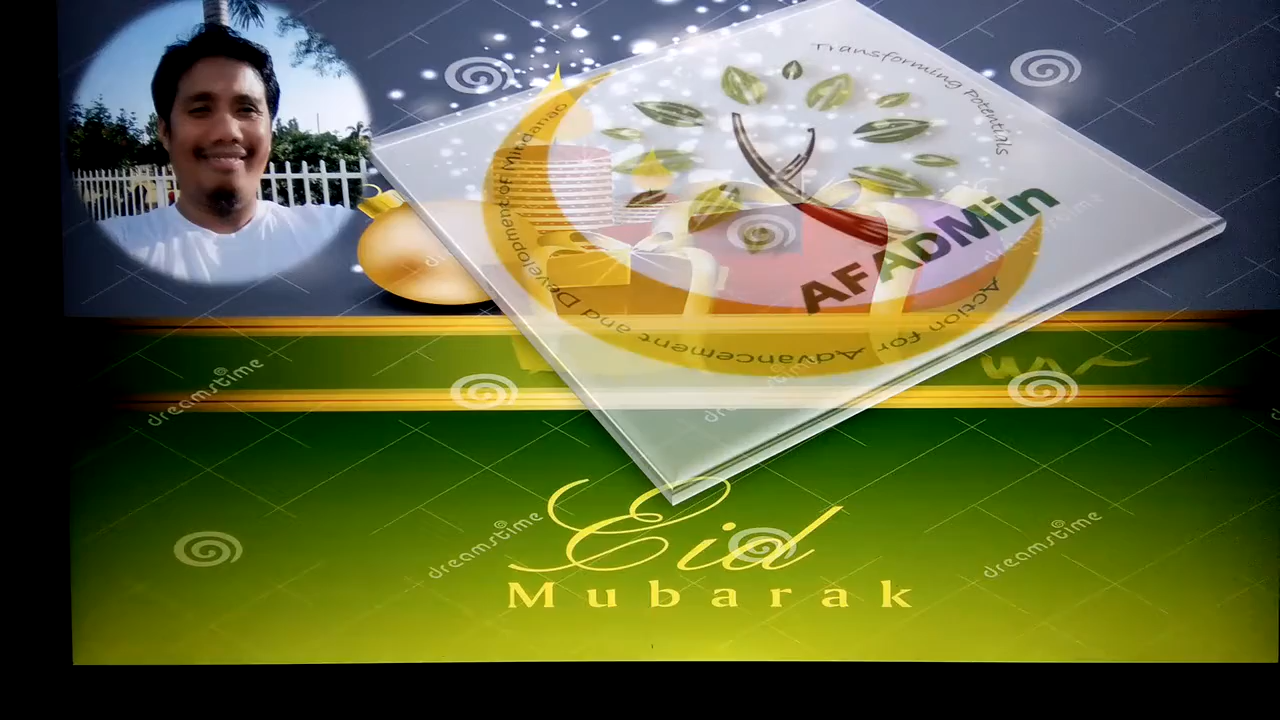 Transforming Potentials
AFADMin
Action for Advancement and Development of Mindanao
Eid
Mubarak
dreamstime
dreamstime
dreamstime
dreamstime
dreamstime